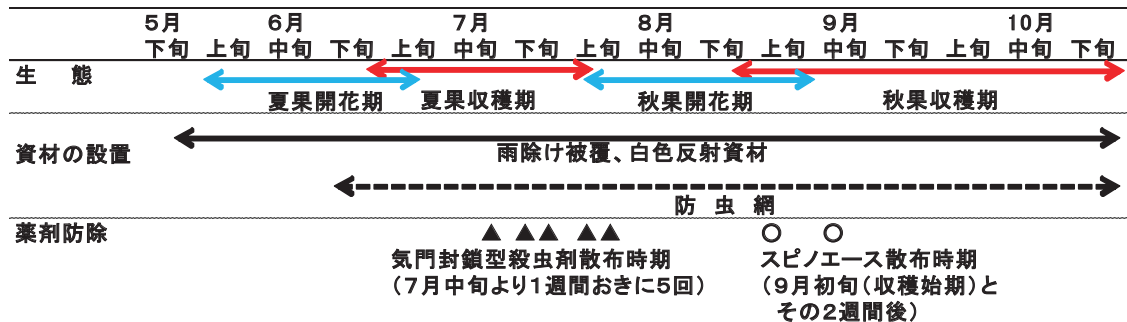 5月 6月 7月 8月 9月 10月
下旬 上旬 中旬 下旬 上旬 中旬 下旬 上旬 中旬 下旬 上旬 中旬 下旬 上旬 中旬 下旬
生 態
夏果開花期 夏果収穫期 秋果開花期 秋果収穫期
資材の設置
雨除け被覆、白色反射資材
防 虫 網
薬剤防除
気門封鎖型殺虫剤散布時期
（7月中旬より1週間おきに5回）
スピノエース散布時期
（9月初旬（収穫始期）と
その2週間後）